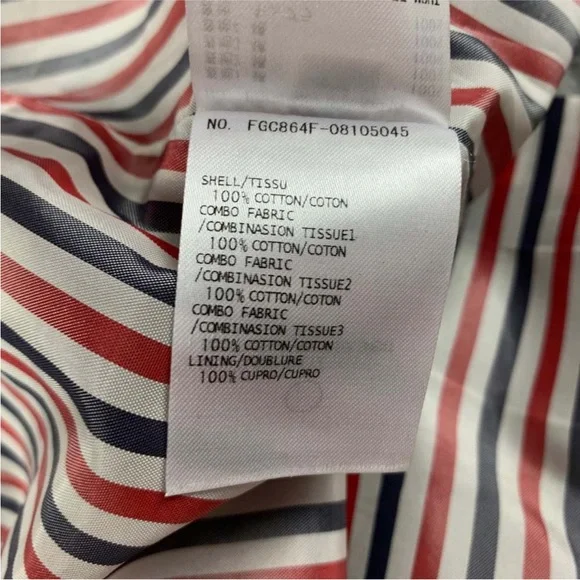 NO. FGC864F-08105045
SHELL/TISSU
100% COTTON/COTON
COMBO FABRIC
/COMBINASION TISSUE1
100% COTTON/COTON
COMBO FABRIC
/COMBINASION TISSUE2
100% COTTON/COTON
COMBO FABRIC
/COMBINASION TISSUE3
100% COTTON/COTON
LINING/DOUBLURE
100% CUPRO/CUPRO